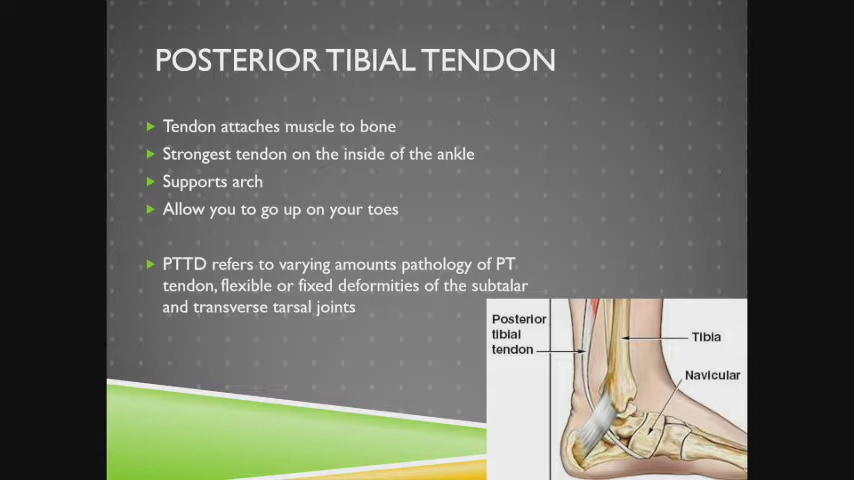 POSTERIOR TIBIAL TENDON
Tendon attaches muscle to bone
Strongest tendon on the inside of the ankle
Supports arch
Allow you to go up on your toes
PTTD refers to varying amounts pathology of PT
tendon, flexible or fixed deformities of the subtalar
and transverse tarsal joints
Posterior
tibial
tendon
Tibia
Navicular